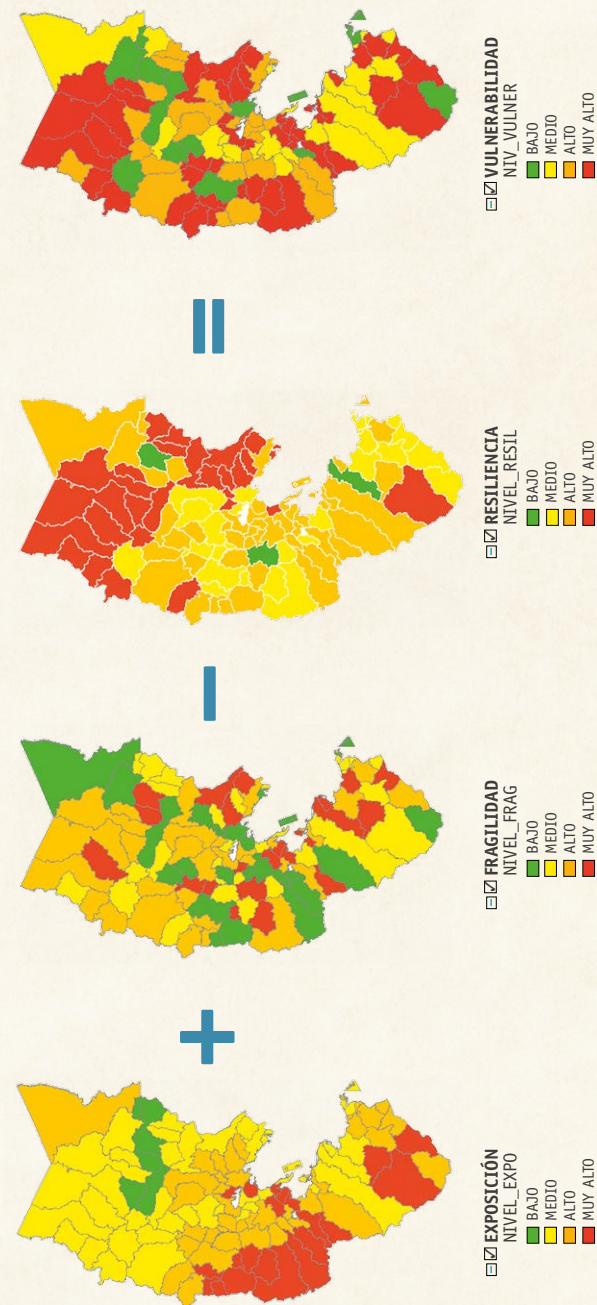 EXPOSICIÓN
NIVEL_EXPO
BAJO
MEDIO
ALTO
MUY ALTO
+
FRAGILIDAD
NIVEL_FRAG
BAJO
MEDIO
ALTO
MUY ALTO
-
RESILIENCIA
NIVEL_RESIL
BAJO
MEDIO
ALTO
MUY ALTO
=
VULNERABILIDAD
NIV_VULNER
BAJO
MEDIO
ALTO
MUY ALTO